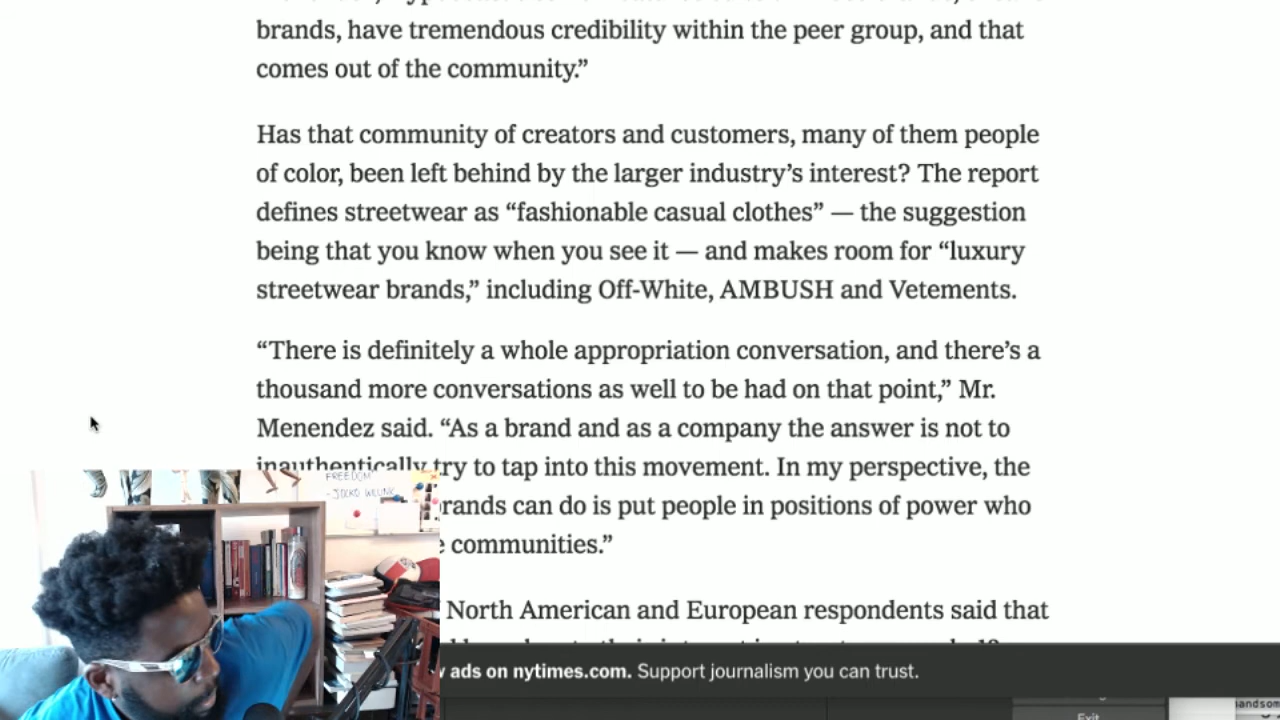 brands, have tremendous credibility within the peer group, and that
comes out of the community.”
Has that community of creators and customers, many of them people
of color, been left behind by the larger industry’s interest? The report
defines streetwear as “fashionable casual clothes” — the suggestion
being that you know when you see it — and makes room for “luxury
streetwear brands,” including Off-White, AMBUSH and Vetements.
“There is definitely a whole appropriation conversation, and there’s a
thousand more conversations as well to be had on that point,” Mr.
Menendez said. “As a brand and as a company the answer is not to
inauthentically try to tap into this movement. In my perspective, the
brands can do is put people in positions of power who
communities.”
North American and European respondents said that
ads on nytimes.com. Support journalism you can trust.
FREEDOM"
- JOCKO WILLINK
Exit